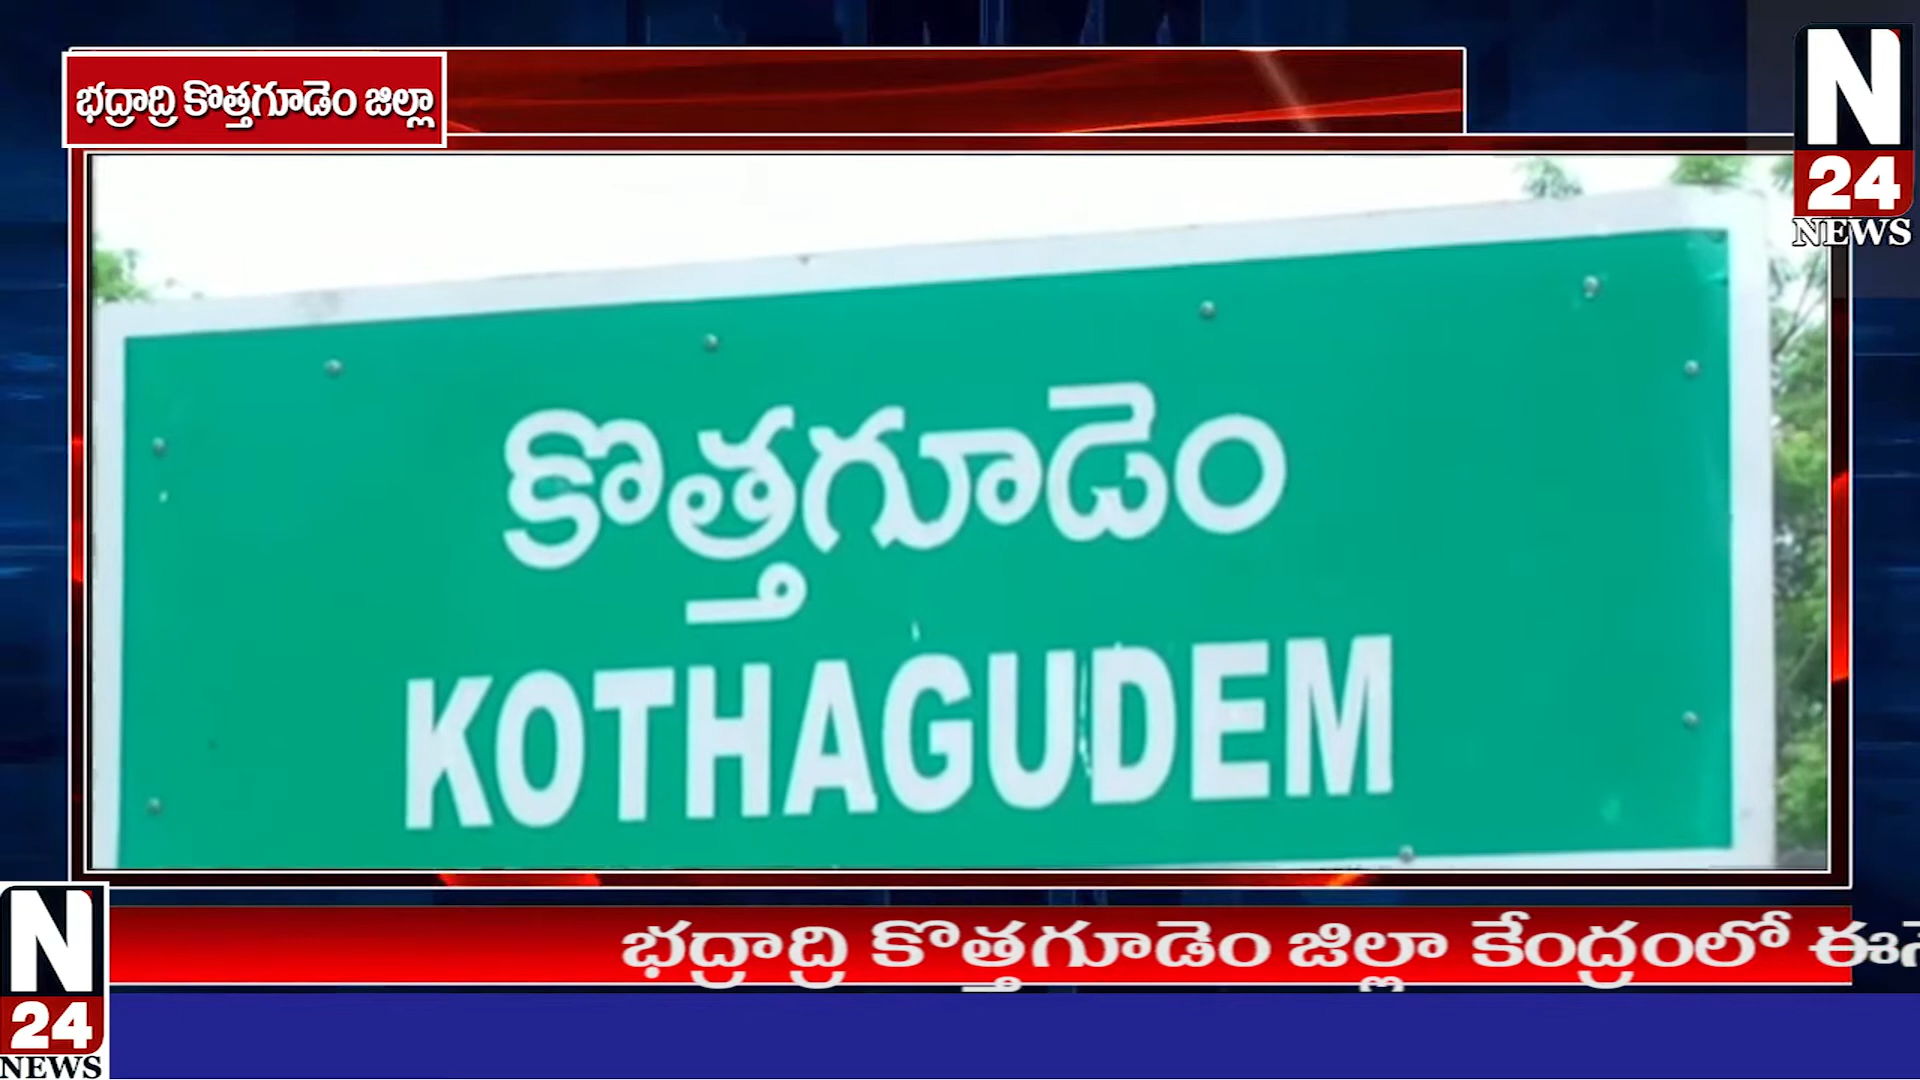 భద్రాద్రి కొత్తగూడెం జిల్లా
N
24
NEWS
కొత్తగూడెం
KOTHAGUDEM
భద్రాద్రి కొత్తగూడెం జిల్లా కేంద్రంలో
N
24
NEWS